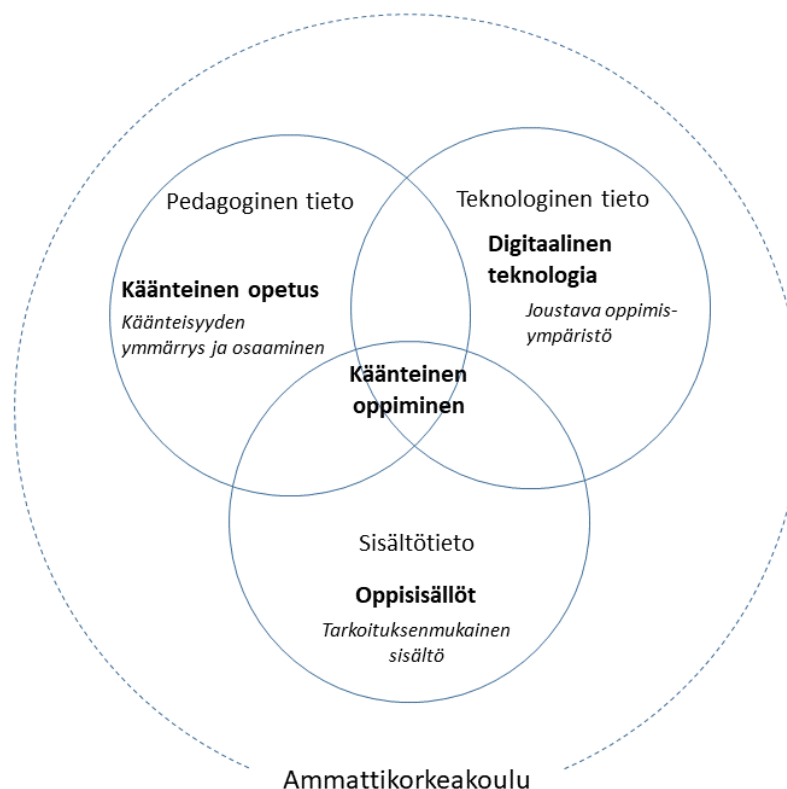 Pedagoginen tieto
Käänteinen opetus
Käänteisyyden
ymmärrys ja osaaminen
Teknologinen tieto
Digitaalinen
teknologia
Joustava oppimis-
ympäristö
Käänteinen
oppiminen
Sisältötieto
Oppisisällöt
Tarkoituksenmukainen
sisältö
Ammattikorkeakoulu